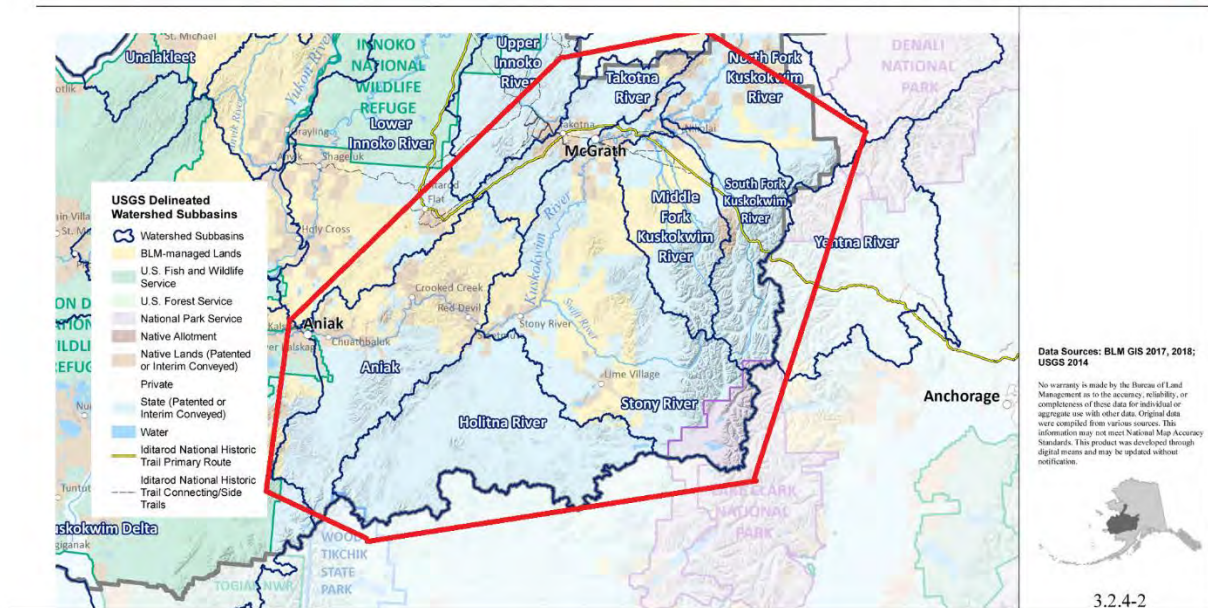 St. Michael
Unalakleet
INNOKO
NATIONAL
WILDLIFE
REFUGE
Lower
Innoko River
Yukon River
Upper
Innoko
River
Takotna
River
North Fork
Kuskokwim
River
DENALI
NATIONAL
PARK
otlik
Grayling
Shageluk
Takotna
McGrath
Nikolai
Flat
Holy Cross
Middle
Fork
Kuskokwim
River
South Fork
Kuskokwim
River
Yentna River
Kuskokwim River
USGS Delineated
Watershed Subbasins
Watershed Subbasins
BLM-managed Lands
U.S. Fish and Wildlife
Service
U.S. Forest Service
National Park Service
Native Allotment
Native Lands (Patented
or Interim Conveyed)
Private
State (Patented or
Interim Conveyed)
Water
Iditarod National Historic
Trail Primary Route
Iditarod National Historic
Trail Connecting/Side
Trails
Crooked Creek
Red Devil
Stony River
Aniak
Chuathbaluk
Aniak
Lime Village
Stony River
Holitna River
Anchorage
Tuntut
uskokwim Delta
WOOD
TIKCHIK
STATE
PARK
TOGIAK NWR
LAKE CLARK
NATIONAL
PARK
Data Sources: BLM GIS 2017, 2018;
USGS 2014
No warranty is made by the Bureau of Land
Management as to the accuracy, reliability, or
completeness of these data for individual or
aggregate use with other data. Original data
were compiled from various sources. This
information may not meet National Map Accuracy
Standards. This product was developed through
digital means and may be updated without
notification.
3.2.4-2